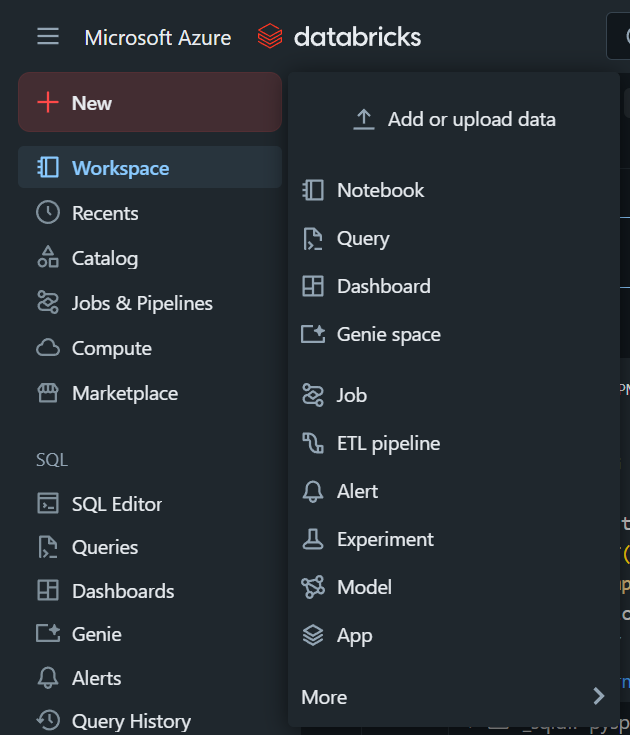 Microsoft Azure databricks
New
Workspace
Recents
Catalog
Jobs & Pipelines
Compute
Marketplace
SQL
SQL Editor
Queries
Dashboards
Genie
Alerts
Query History
Add or upload data
Notebook
Query
Dashboard
Genie space
Job
ETL pipeline
Alert
Experiment
Model
App
More